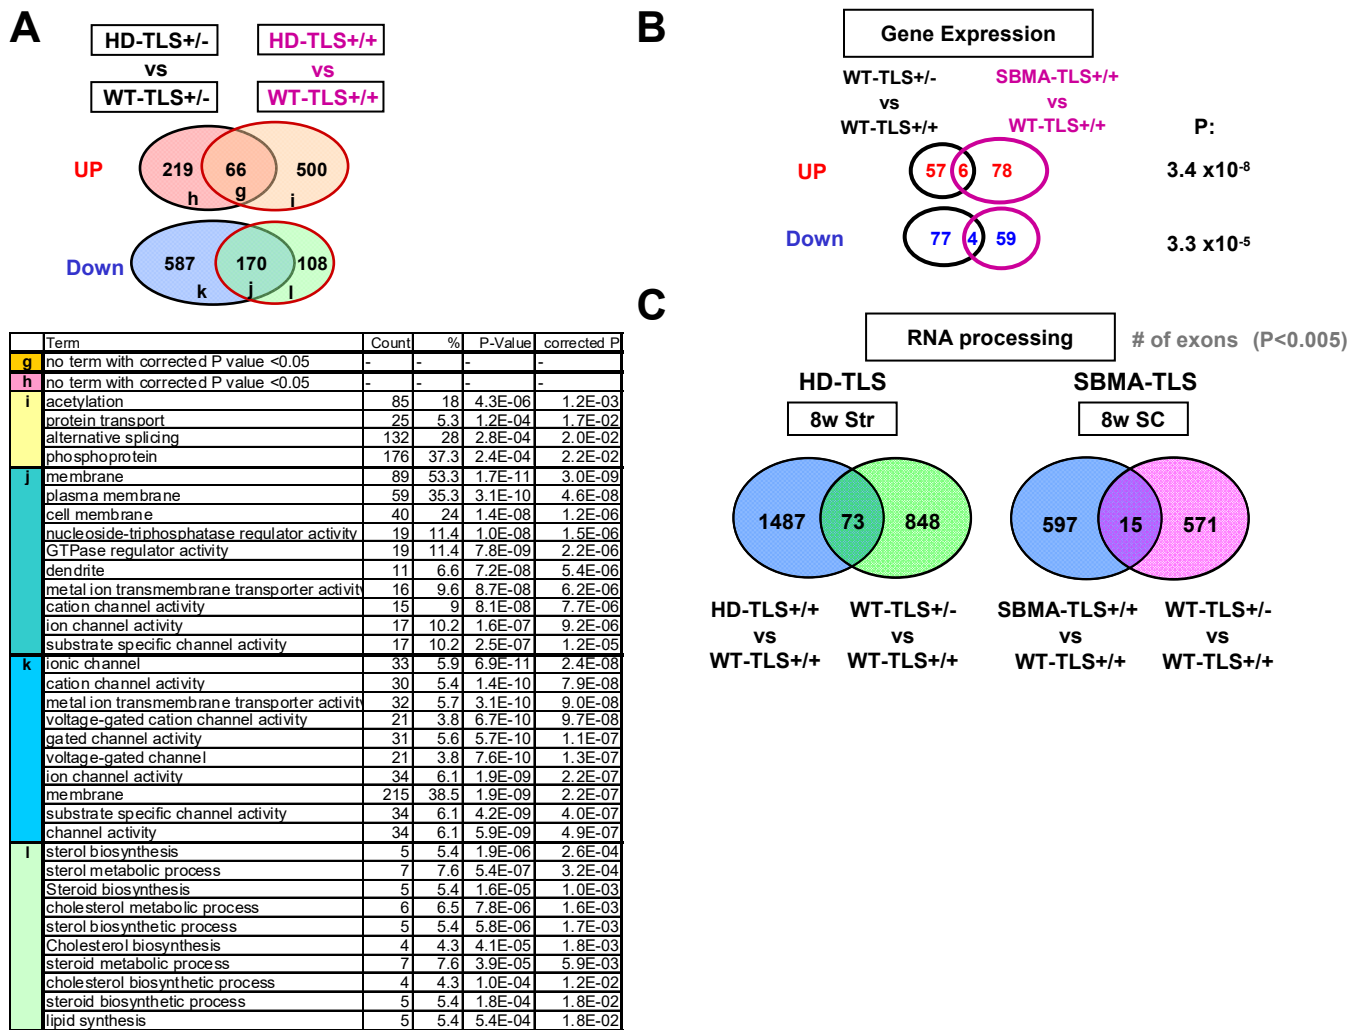 A
HD-TLS+/- HD-TLS+/+
vs vs
WT-TLS+/- WT-TLS+/+
UP 219 66 500
h g i
Down 587 170 108
k j l
Term Count % P-Value corrected P
g no term with corrected P value <0.05 - - - -
h no term with corrected P value <0.05 - - - -
i acetylation 85 18 4.3E-06 1.2E-03
protein transport 25 5.3 1.2E-04 1.7E-02
alternative splicing 132 28 2.8E-04 2.0E-02
phosphoprotein 176 37.3 2.4E-04 2.2E-02
j membrane 89 53.3 1.7E-11 3.0E-09
plasma membrane 59 35.3 3.1E-10 4.6E-08
cell membrane 40 24 1.4E-08 1.2E-06
nucleoside-triphosphatase regulator activity 19 11.4 1.0E-08 1.5E-06
GTPase regulator activity 19 11.4 7.8E-09 2.2E-06
dendrite 11 6.6 7.2E-08 5.4E-06
metal ion transmembrane transporter activity 16 9.6 8.7E-08 6.2E-06
cation channel activity 15 9 8.1E-08 7.7E-06
ion channel activity 17 10.2 1.6E-07 9.2E-06
substrate specific channel activity 17 10.2 2.5E-07 1.2E-05
k ionic channel 33 5.9 6.9E-11 2.4E-08
cation channel activity 30 5.4 1.4E-10 7.9E-08
metal ion transmembrane transporter activity 32 5.7 3.1E-10 9.0E-08
voltage-gated cation channel activity 21 3.8 6.7E-10 9.7E-08
gated channel activity 31 5.6 5.7E-10 1.1E-07
voltage-gated channel 21 3.8 7.6E-10 1.3E-07
ion channel activity 34 6.1 1.9E-09 2.2E-07
membrane 215 38.5 1.9E-09 2.2E-07
substrate specific channel activity 34 6.1 4.2E-09 4.0E-07
channel activity 34 6.1 5.9E-09 4.9E-07
l sterol biosynthesis 5 5.4 1.9E-06 2.6E-04
sterol metabolic process 7 7.6 5.4E-07 3.2E-04
Steroid biosynthesis 5 5.4 1.6E-05 1.0E-03
cholesterol metabolic process 6 6.5 7.8E-06 1.6E-03
sterol biosynthetic process 5 5.4 5.8E-06 1.7E-03
Cholesterol biosynthesis 4 4.3 4.1E-05 1.8E-03
steroid metabolic process 7 7.6 3.9E-05 5.9E-03
cholesterol biosynthetic process 4 4.3 1.0E-04 1.2E-02
steroid biosynthetic process 5 5.4 1.8E-04 1.8E-02
lipid synthesis 5 5.4 5.4E-04 1.8E-02
B
Gene Expression
WT-TLS+/- SBMA-TLS+/+
vs vs
WT-TLS+/+ WT-TLS+/+ P:
UP 57 6 78 3.4 x10-8
Down 77 4 59 3.3 x10-5
C
RNA processing # of exons (P<0.005)
HD-TLS SBMA-TLS
8w Str 8w SC
1487 73 848 597 15 571
HD-TLS+/+ WT-TLS+/- SBMA-TLS+/+ WT-TLS+/-
vs vs vs vs
WT-TLS+/+ WT-TLS+/+ WT-TLS+/+ WT-TLS+/+